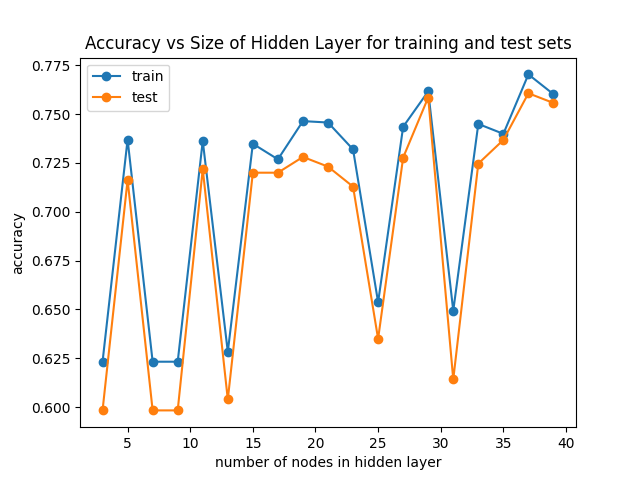 Accuracy vs Size of Hidden Layer for training and test sets
train
test
0.775
0.750
0.725
0.700
0.675
0.650
0.625
0.600
accuracy
5 10 15 20 25 30 35 40
number of nodes in hidden layer